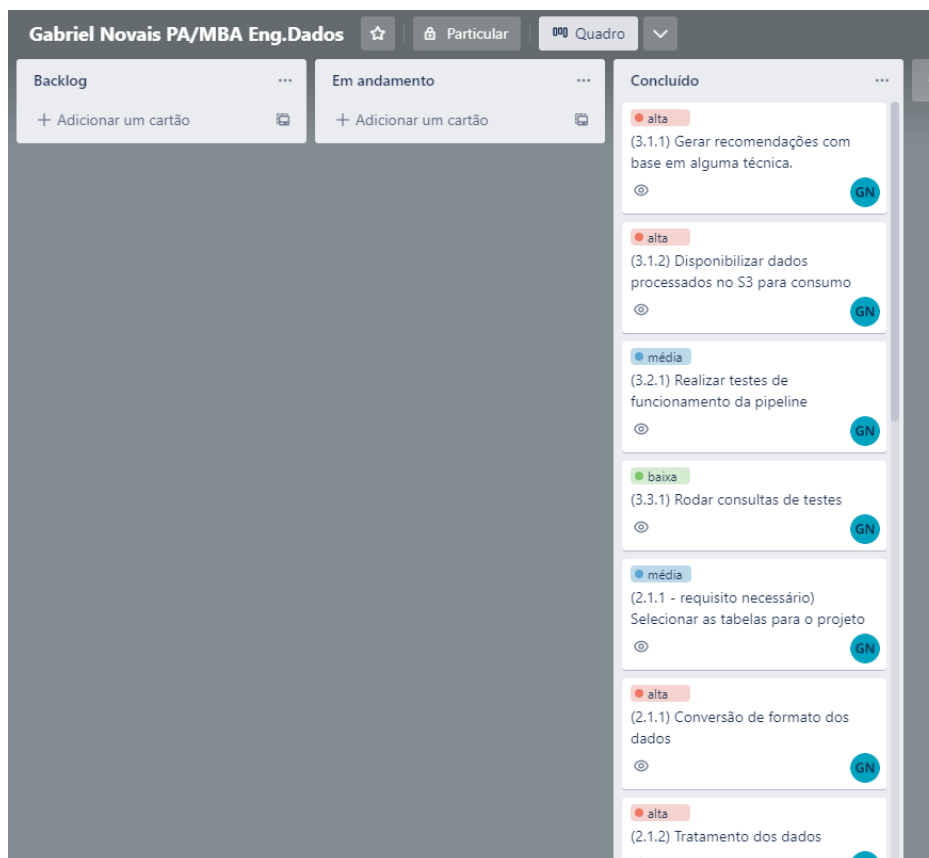 Gabriel Novais PA/MBA Eng.Dados
Particular
Quadro
Backlog
+ Adicionar um cartão
Em andamento
+ Adicionar um cartão
Concluído
alta
(3.1.1) Gerar recomendações com
base em alguma técnica.
GN
alta
(3.1.2) Disponibilizar dados
processados no S3 para consumo
GN
média
(3.2.1) Realizar testes de
funcionamento da pipeline
GN
baixa
(3.3.1) Rodar consultas de testes
GN
média
(2.1.1 - requisito necessário)
Selecionar as tabelas para o projeto
GN
alta
(2.1.1) Conversão de formato dos
dados
GN
alta
(2.1.2) Tratamento dos dados